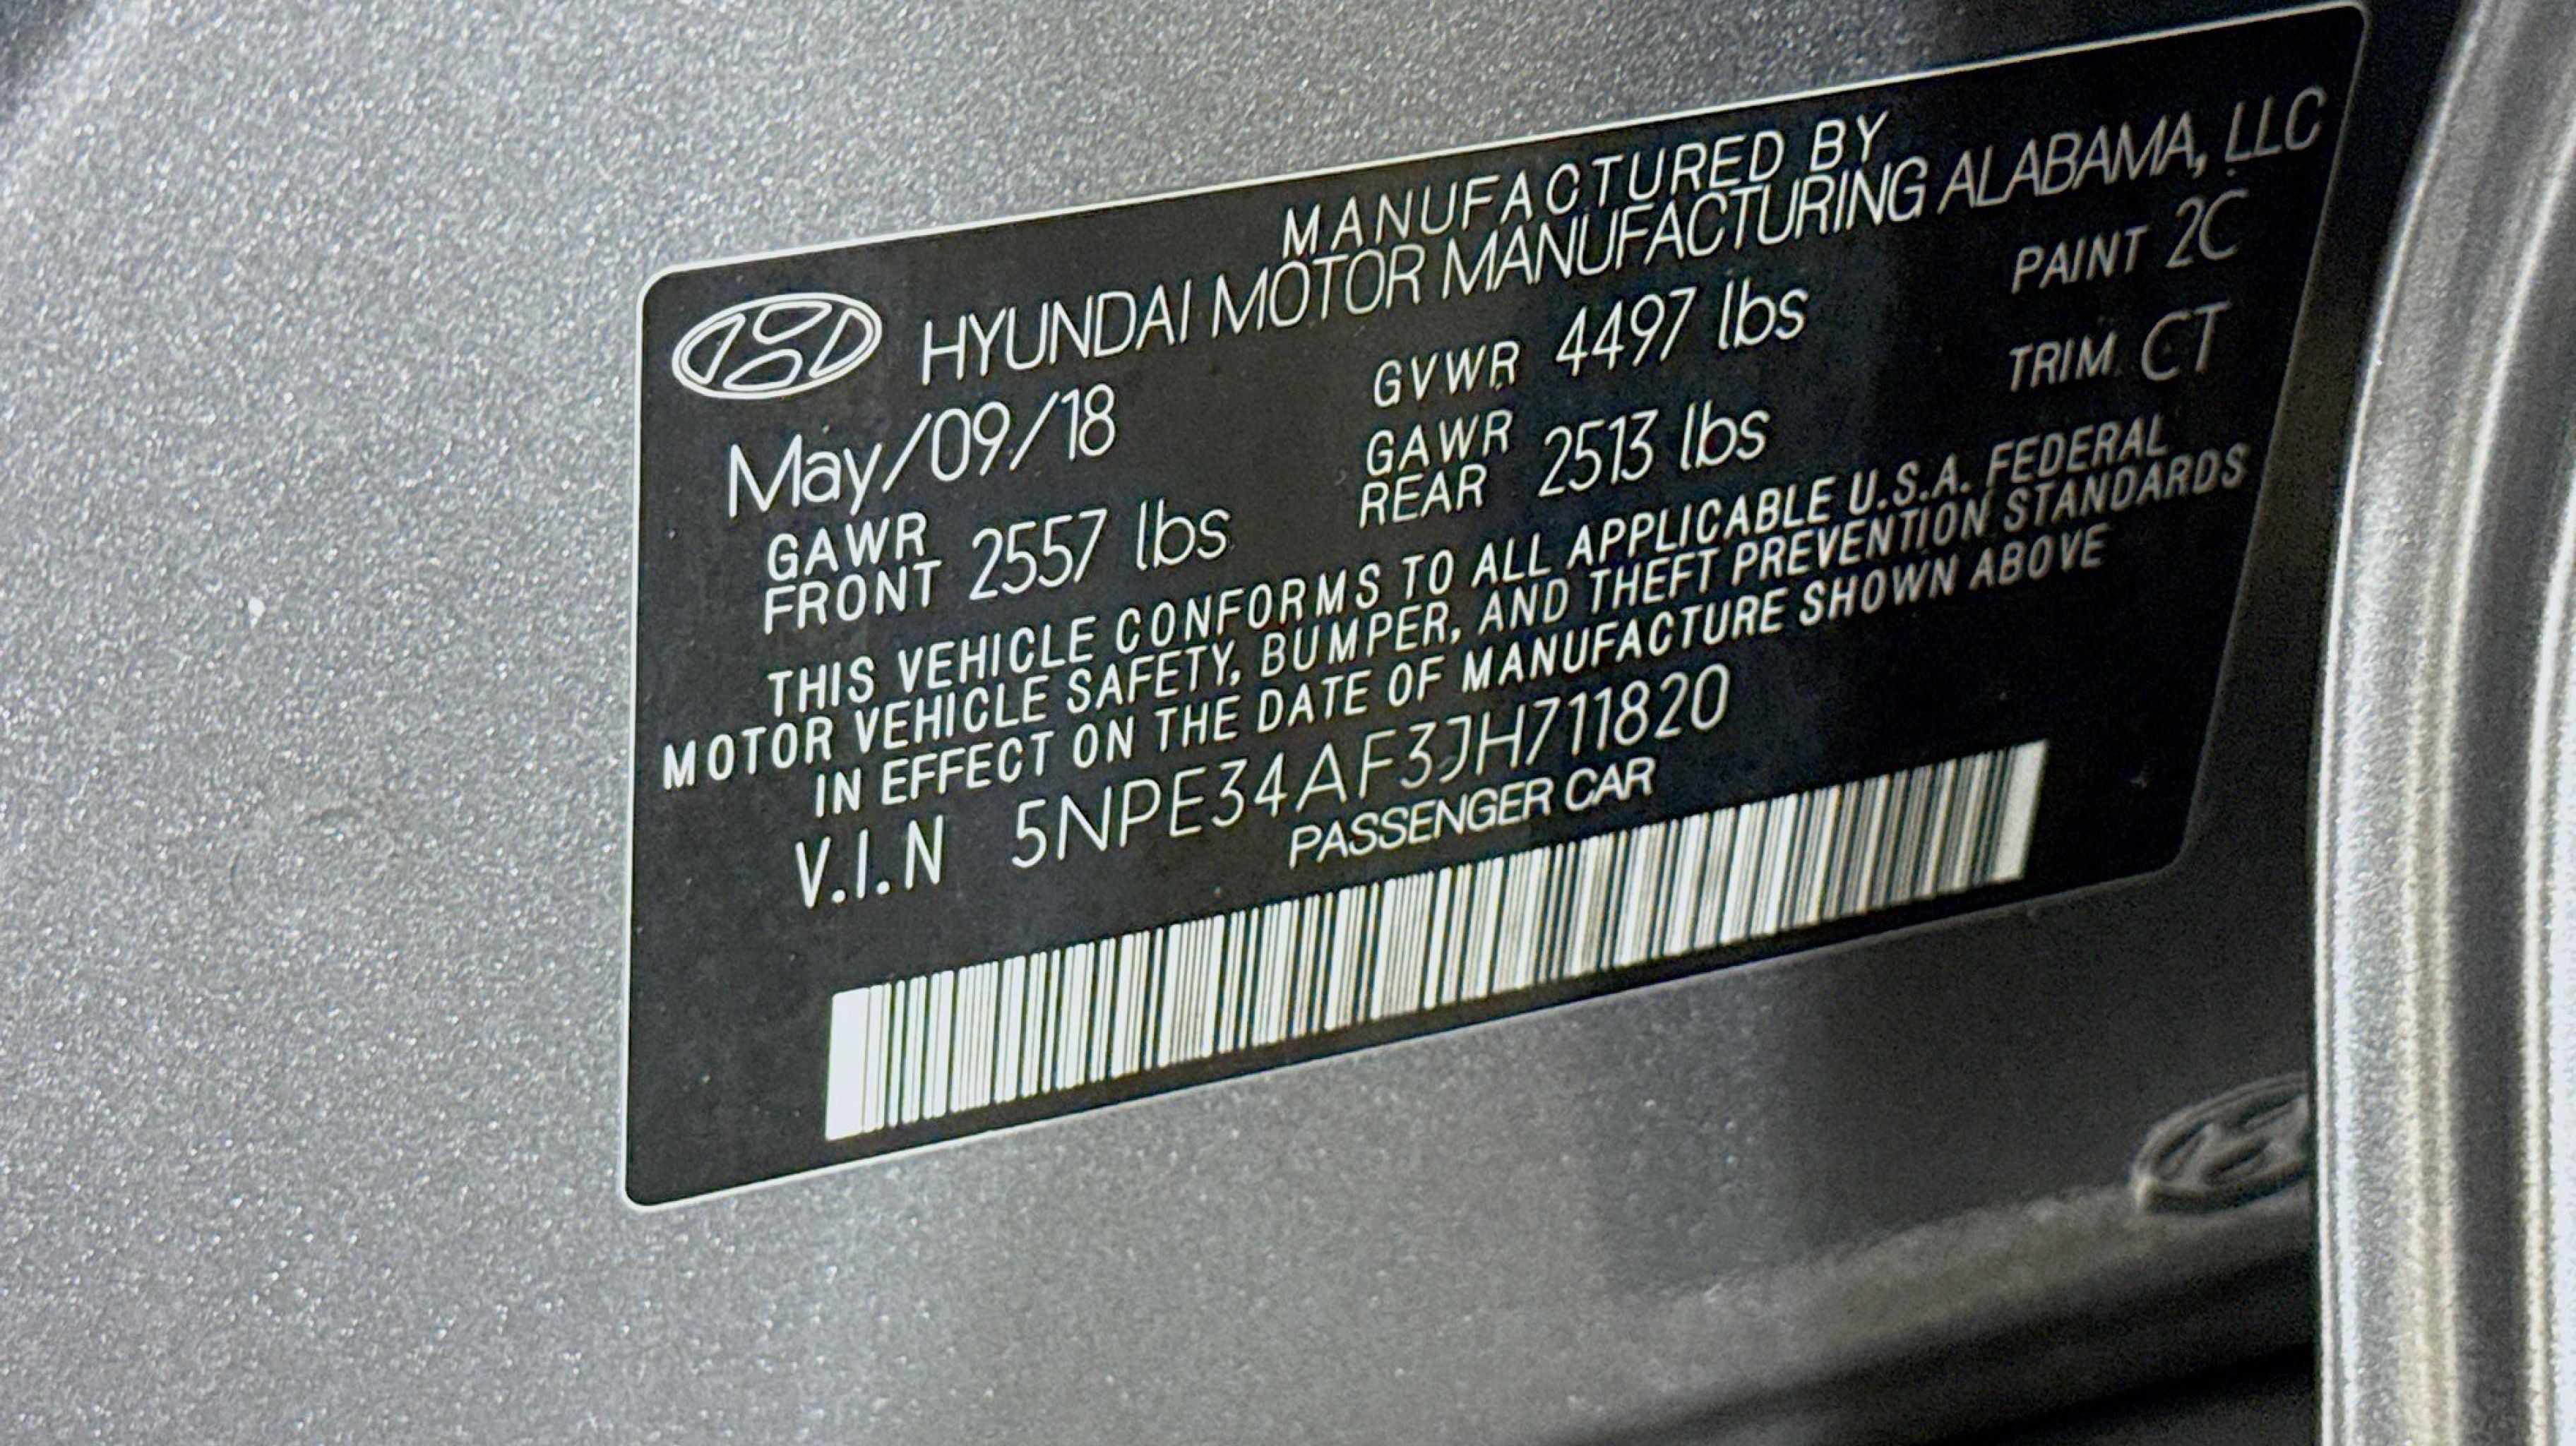 MANUFACTURED BY
HYUNDAI MOTOR MANUFACTURING ALABAMA, LLC
May/09/18 GVWR 4497 lbs PAINT 2C
GAWR FRONT 2557 lbs GAWR REAR 2513 lbs TRIM CT
THIS VEHICLE CONFORMS TO ALL APPLICABLE U.S.A. FEDERAL
MOTOR VEHICLE SAFETY, BUMPER, AND THEFT PREVENTION STANDARDS
IN EFFECT ON THE DATE OF MANUFACTURE SHOWN ABOVE
V.I.N 5NPE34AF3JH711820
PASSENGER CAR